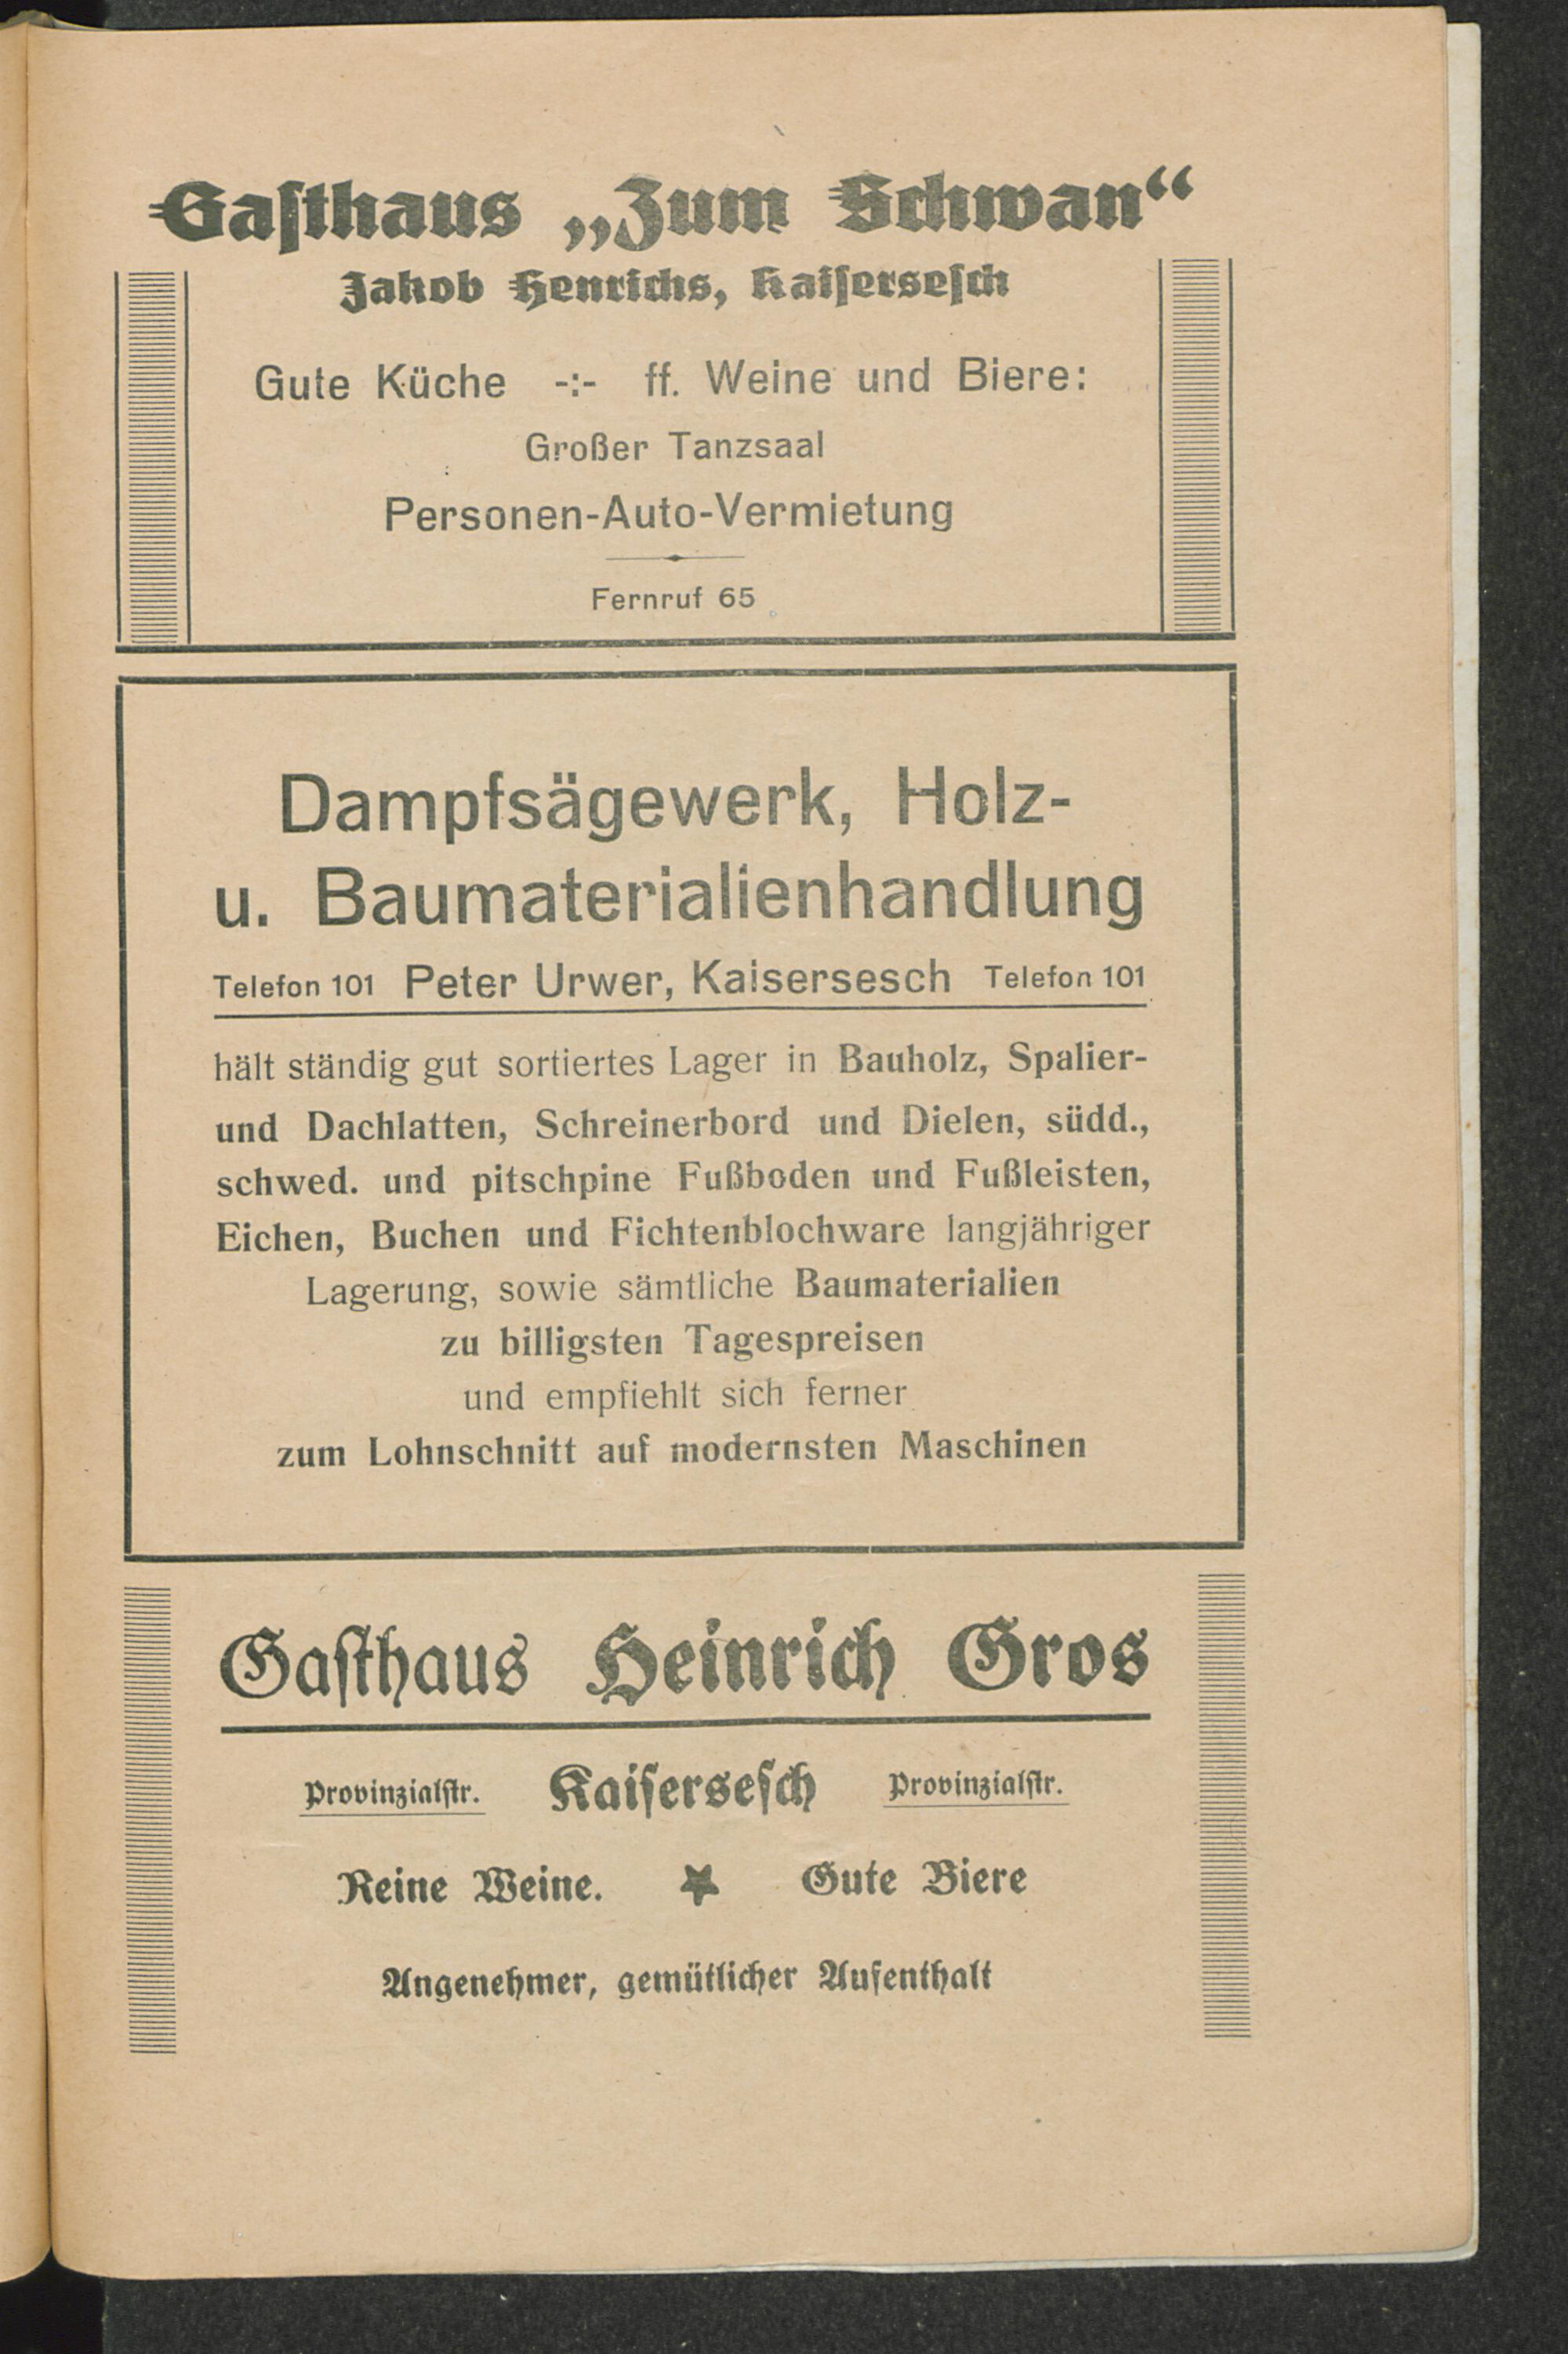 Gaſthaus „Zum Schwan“
Jakob Henrichs, Kaiſersesch
Gute Küche -:- ff. Weine und Biere:
Großer Tanzsaal
Personen-Auto-Vermietung
Fernruf 65
Dampfsägewerk, Holz-
u. Baumaterialienhandlung
Telefon 101 Peter Urwer, Kaisersesch Telefon 101
hält ständig gut sortiertes Lager in Bauholz, Spalier-
und Dachlatten, Schreinerbord und Dielen, südd.,
schwed. und pitschpine Fußboden und Fußleisten,
Eichen, Buchen und Fichtenblochware langjähriger
Lagerung, sowie sämtliche Baumaterialien
zu billigsten Tagespreisen
und empfiehlt sich ferner
zum Lohnschnitt auf modernsten Maschinen
Gaſthaus Heinrich Gros
Provinzialſtr. Kaiſerseſch Provinzialſtr.
Reine Weine. ★ Gute Biere
Angenehmer, gemütlicher Aufenthalt